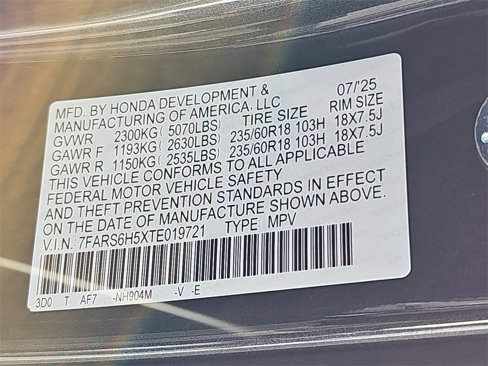 MFD. BY HONDA DEVELOPMENT & 07/'25
MANUFACTURING OF AMERICA, LLC TIRE SIZE RIM SIZE
GVWR 2300KG ( 5070LBS) 235/60R18 103H 18X7.5J
GAWR F 1193KG ( 2630LBS) 235/60R18 103H 18X7.5J
GAWR R 1150KG ( 2535LBS)
THIS VEHICLE CONFORMS TO ALL APPLICABLE
FEDERAL MOTOR VEHICLE SAFETY
AND THEFT PREVENTION STANDARDS IN EFFECT
ON THE DATE OF MANUFACTURE SHOWN ABOVE.
V.I.N.: 7FARS6H5XTE019721 TYPE: MPV
3D0 T AF7 -NH904M -V -E